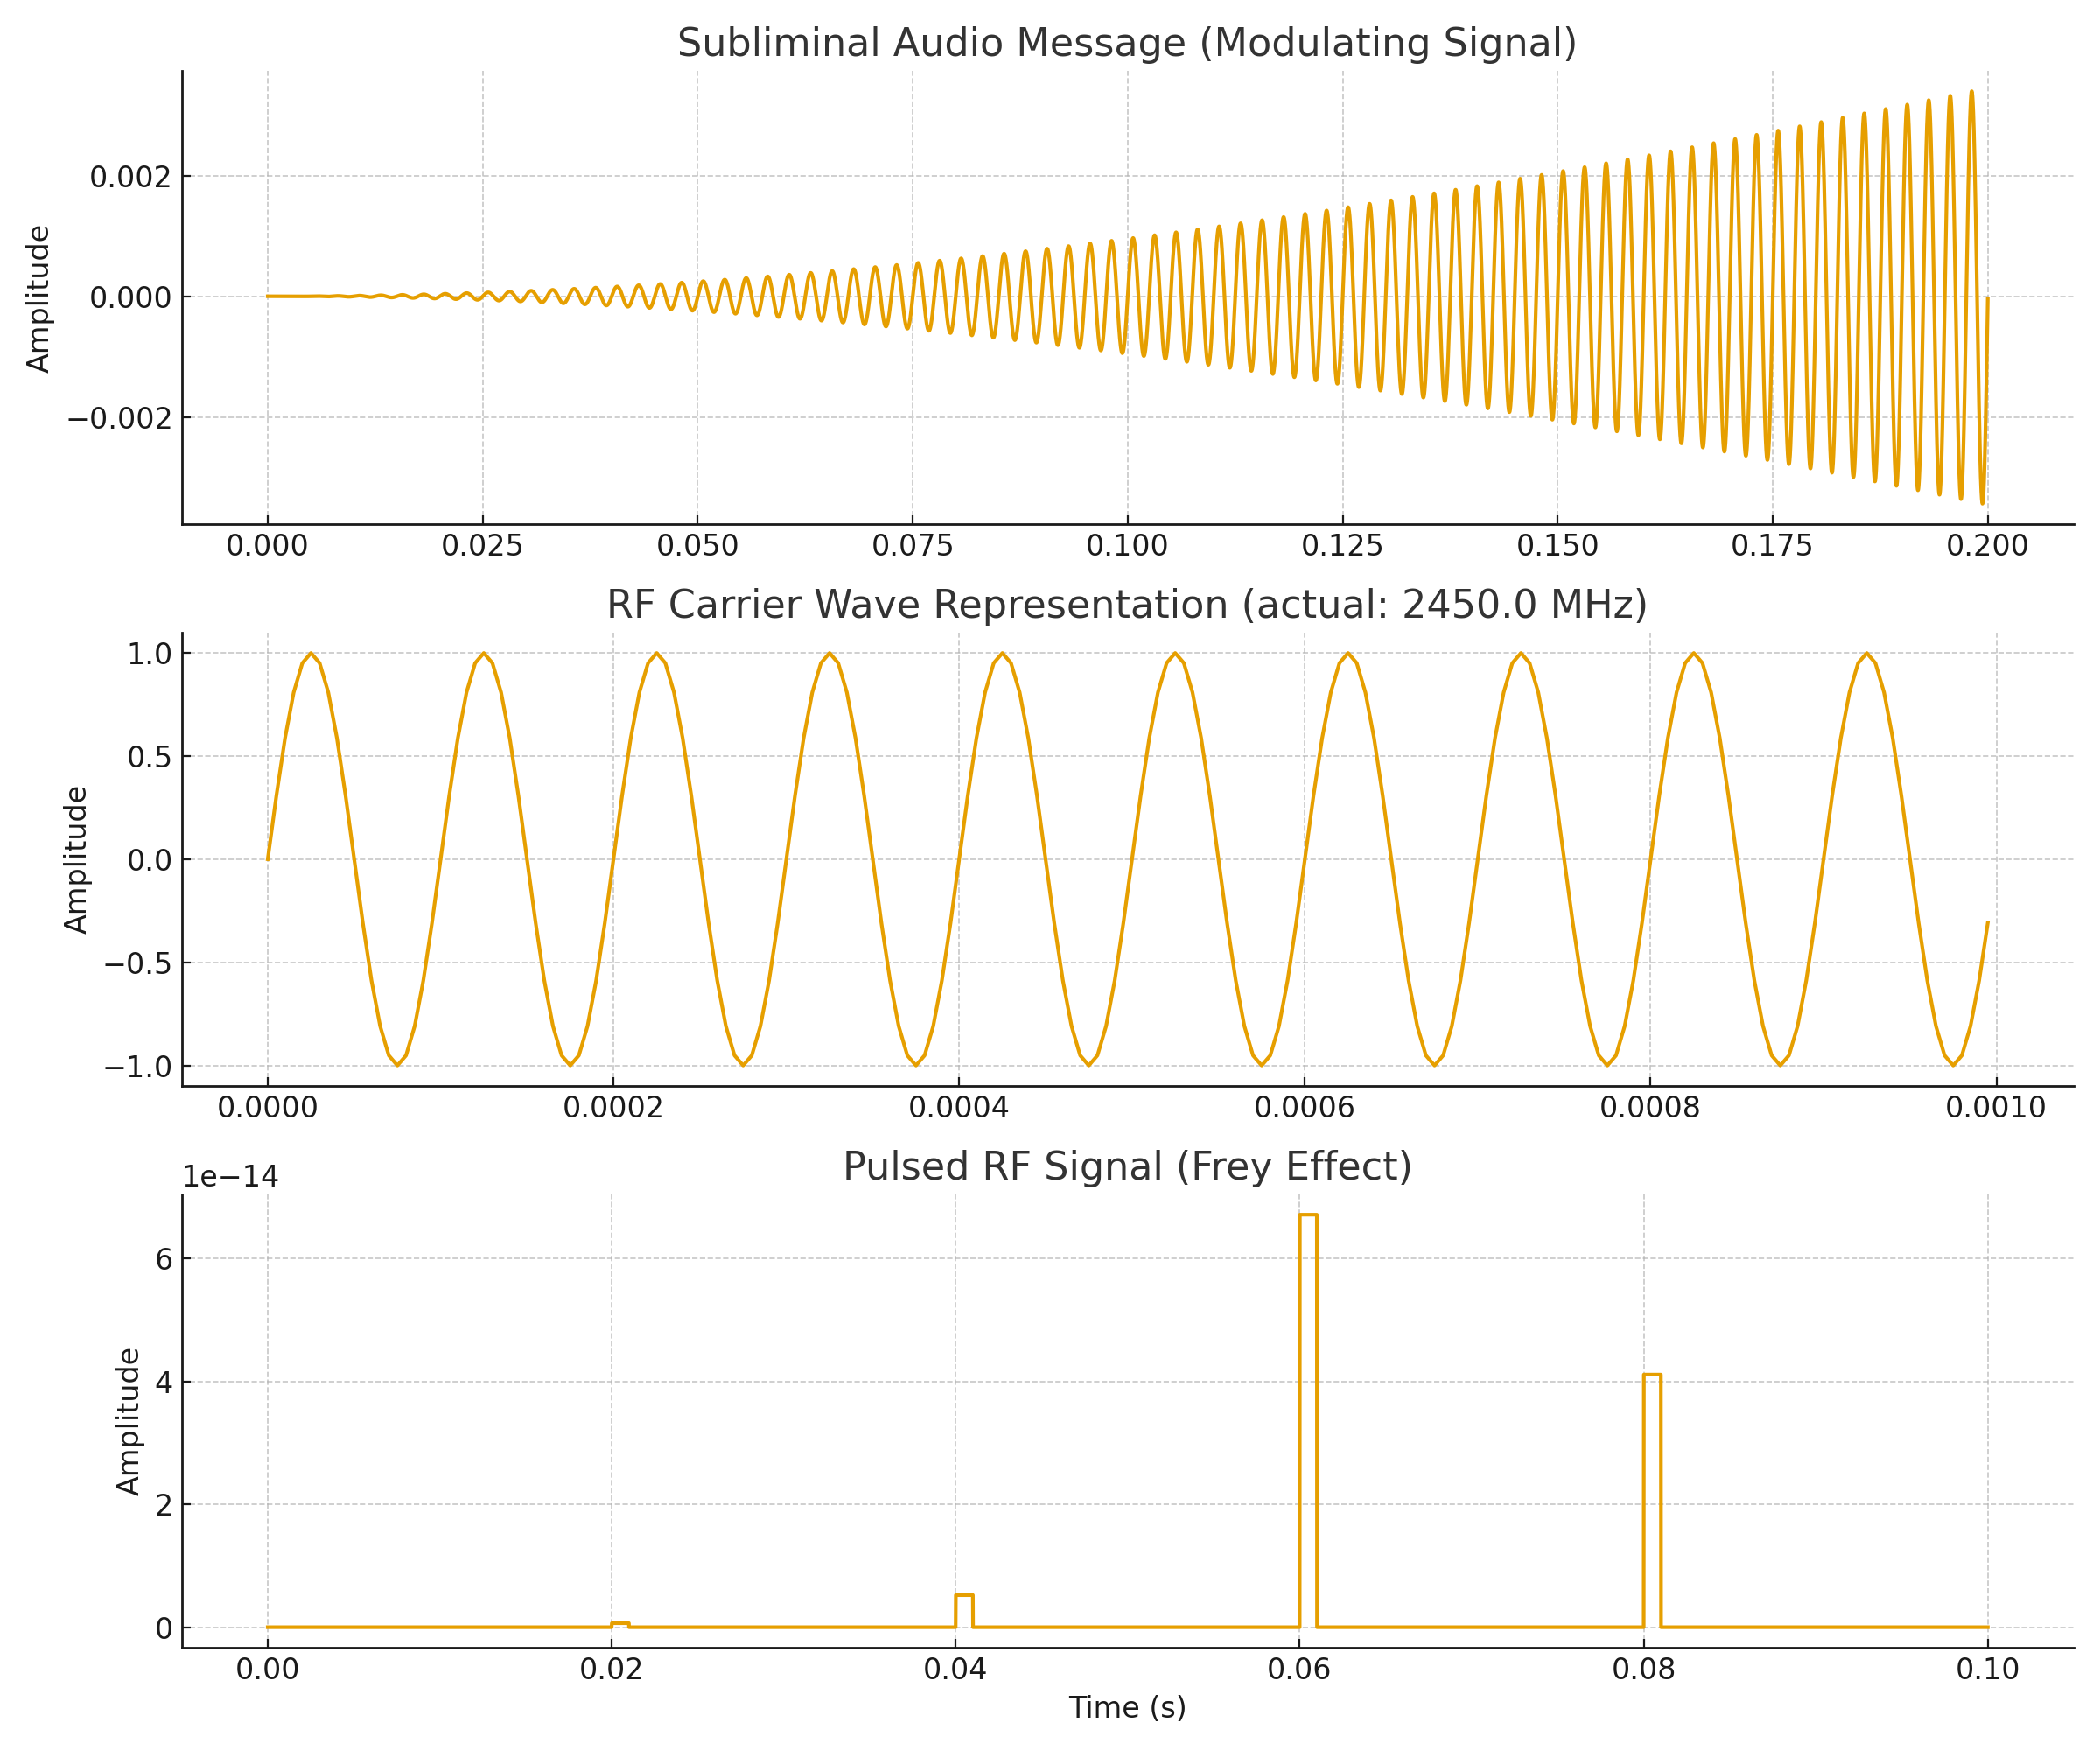 Subliminal Audio Message (Modulating Signal)
Amplitude
0.002
0.000
−0.002
0.000 0.025 0.050 0.075 0.100 0.125 0.150 0.175 0.200
RF Carrier Wave Representation (actual: 2450.0 MHz)
Amplitude
1.0
0.5
0.0
−0.5
−1.0
0.0000 0.0002 0.0004 0.0006 0.0008 0.0010
Pulsed RF Signal (Frey Effect)
1e−14
Amplitude
6
4
2
0
0.00 0.02 0.04 0.06 0.08 0.10
Time (s)